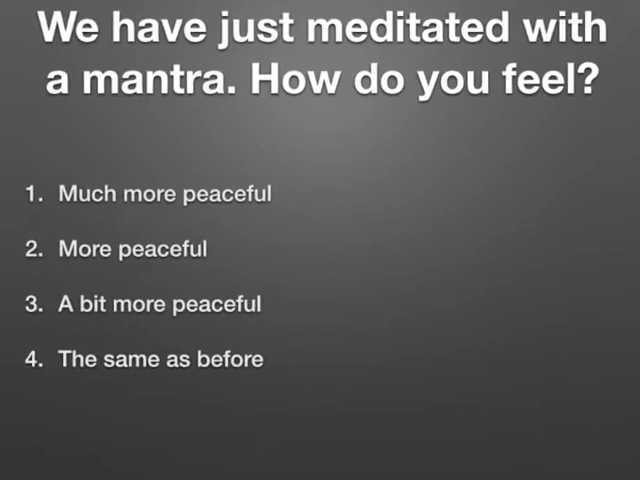 We have just meditated with
a mantra. How do you feel?
1. Much more peaceful
2. More peaceful
3. A bit more peaceful
4. The same as before